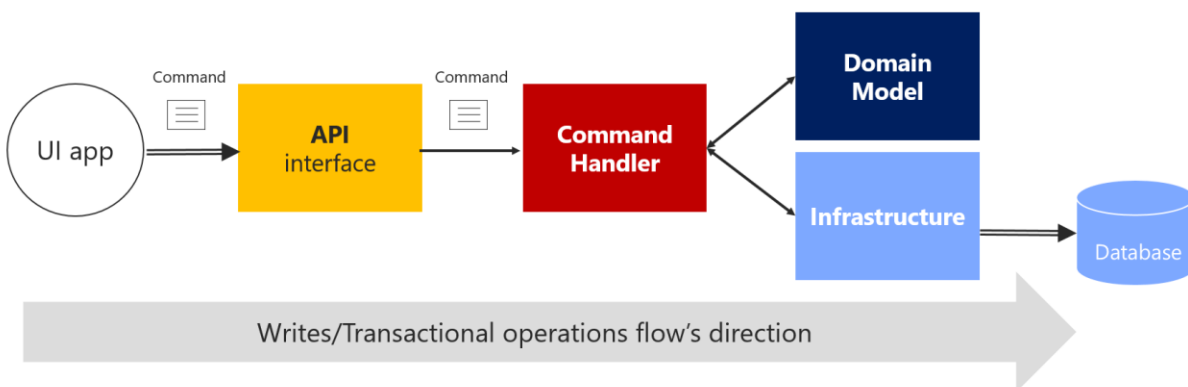 Command
Command
UI app
API
interface
Command
Handler
Domain
Model
Infrastructure
Database
Writes/Transactional operations flow’s direction